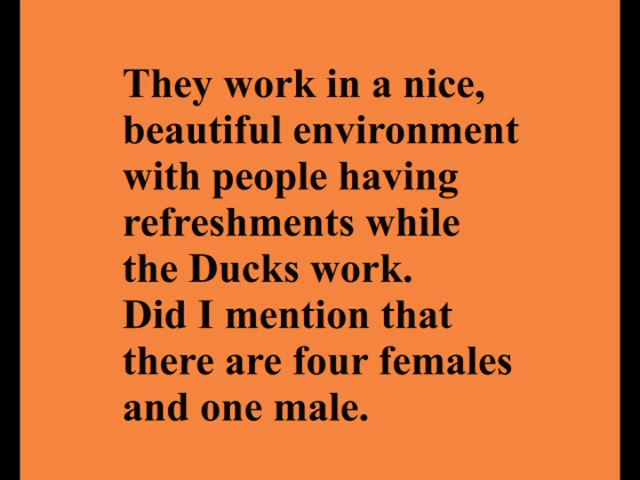 They work in a nice,
beautiful environment
with people having
refreshments while
the Ducks work.
Did I mention that
there are four females
and one male.